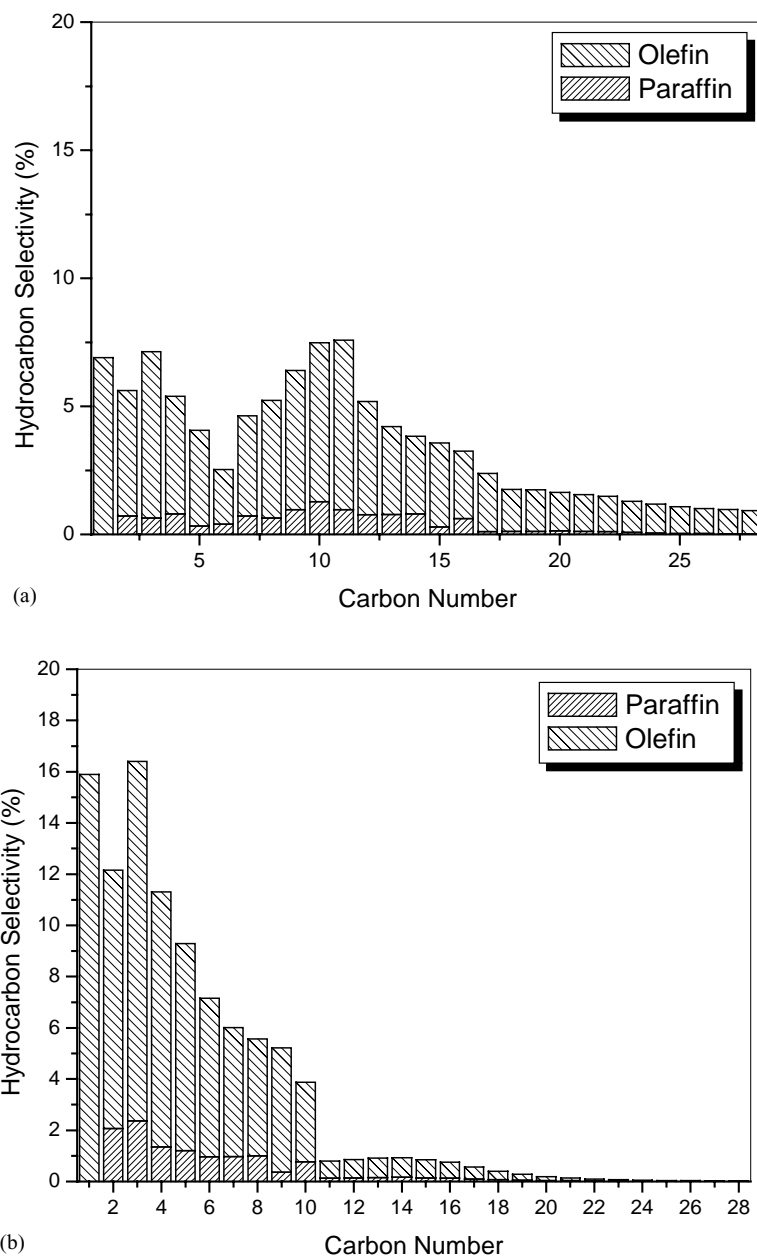 20
15
10
5
0
Hydrocarbon Selectivity (%)
Olefin
Paraffin
5 10 15 20 25
Carbon Number
(a)
20
18
16
14
12
10
8
6
4
2
0
Hydrocarbon Selectivity (%)
Paraffin
Olefin
2 4 6 8 10 12 14 16 18 20 22 24 26 28
Carbon Number
(b)